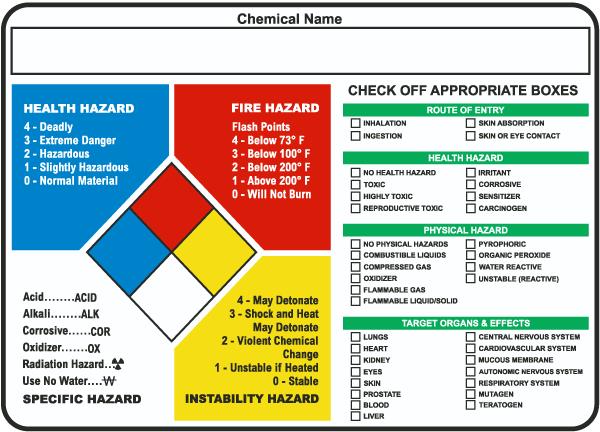 Chemical Name
HEALTH HAZARD
4 - Deadly
3 - Extreme Danger
2 - Hazardous
1 - Slightly Hazardous
0 - Normal Material
FIRE HAZARD
Flash Points
4 - Below 73° F
3 - Below 100° F
2 - Below 200° F
1 - Above 200° F
0 - Will Not Burn
Acid........ACID
Alkali.......ALK
Corrosive......COR
Oxidizer.......OX
Radiation Hazard..☢
Use No Water....W̶
SPECIFIC HAZARD
4 - May Detonate
3 - Shock and Heat
May Detonate
2 - Violent Chemical
Change
1 - Unstable if Heated
0 - Stable
INSTABILITY HAZARD
CHECK OFF APPROPRIATE BOXES
ROUTE OF ENTRY
INHALATION
INGESTION
SKIN ABSORPTION
SKIN OR EYE CONTACT
HEALTH HAZARD
NO HEALTH HAZARD
TOXIC
HIGHLY TOXIC
REPRODUCTIVE TOXIC
IRRITANT
CORROSIVE
SENSITIZER
CARCINOGEN
PHYSICAL HAZARD
NO PHYSICAL HAZARDS
COMBUSTIBLE LIQUIDS
COMPRESSED GAS
OXIDIZER
FLAMMABLE GAS
FLAMMABLE LIQUID/SOLID
PYROPHORIC
ORGANIC PEROXIDE
WATER REACTIVE
UNSTABLE (REACTIVE)
TARGET ORGANS & EFFECTS
LUNGS
HEART
KIDNEY
EYES
SKIN
PROSTATE
BLOOD
LIVER
CENTRAL NERVOUS SYSTEM
CARDIOVASCULAR SYSTEM
MUCOUS MEMBRANE
AUTONOMIC NERVOUS SYSTEM
RESPIRATORY SYSTEM
MUTAGEN
TERATOGEN